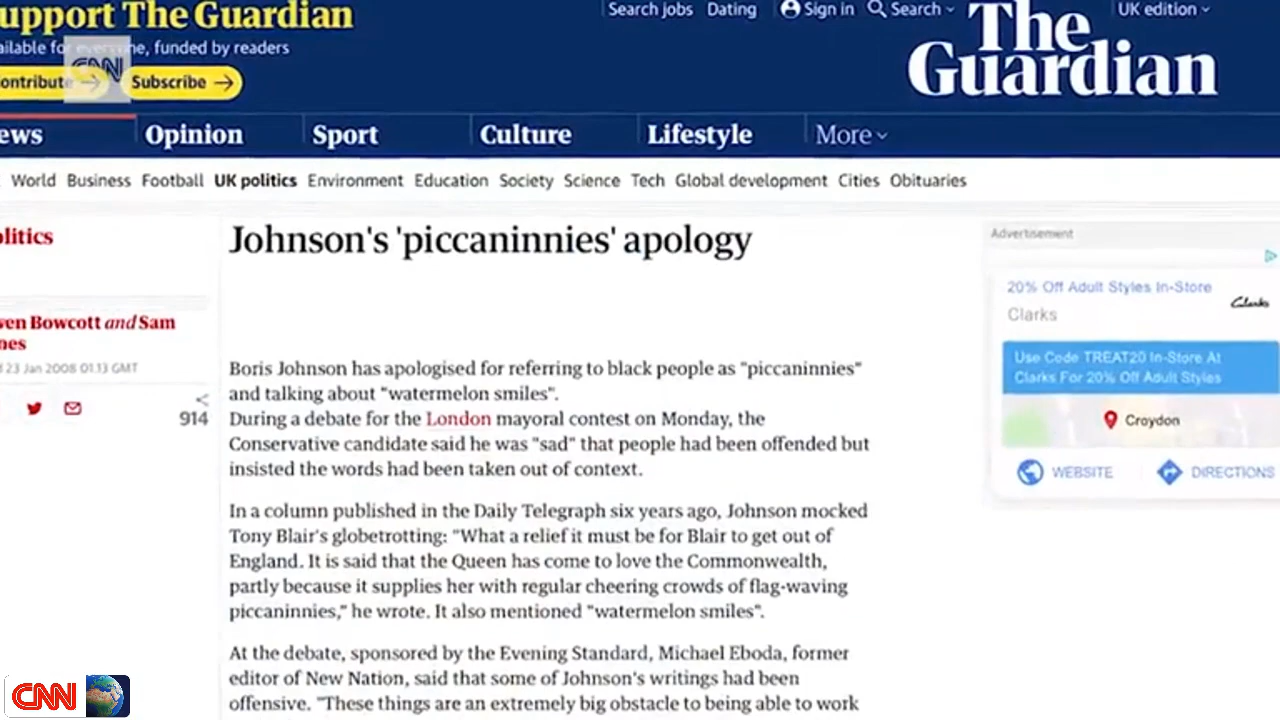 upport The Guardian
ailable for everyone, funded by readers
ontribute →
Subscribe →
CNN
Search jobs
Dating
Sign in
Search
UK edition
The
Guardian
ews
Opinion
Sport
Culture
Lifestyle
More
World
Business
Football
UK politics
Environment
Education
Society
Science
Tech
Global development
Cities
Obituaries
litics
Johnson's 'piccaninnies' apology
Advertisement
20% Off Adult Styles In-Store
Clarks
Clarks
Use Code TREAT20 In-Store At
Clarks For 20% Off Adult Styles
Croydon
WEBSITE
DIRECTIONS
ven Bowcott and Sam
nes
23 Jan 2008 01.13 GMT
914
Boris Johnson has apologised for referring to black people as "piccaninnies"
and talking about "watermelon smiles".
During a debate for the London mayoral contest on Monday, the
Conservative candidate said he was "sad" that people had been offended but
insisted the words had been taken out of context.
In a column published in the Daily Telegraph six years ago, Johnson mocked
Tony Blair's globetrotting: "What a relief it must be for Blair to get out of
England. It is said that the Queen has come to love the Commonwealth,
partly because it supplies her with regular cheering crowds of flag-waving
piccaninnies," he wrote. It also mentioned "watermelon smiles".
At the debate, sponsored by the Evening Standard, Michael Eboda, former
editor of New Nation, said that some of Johnson's writings had been
offensive. "These things are an extremely big obstacle to being able to work
CNN